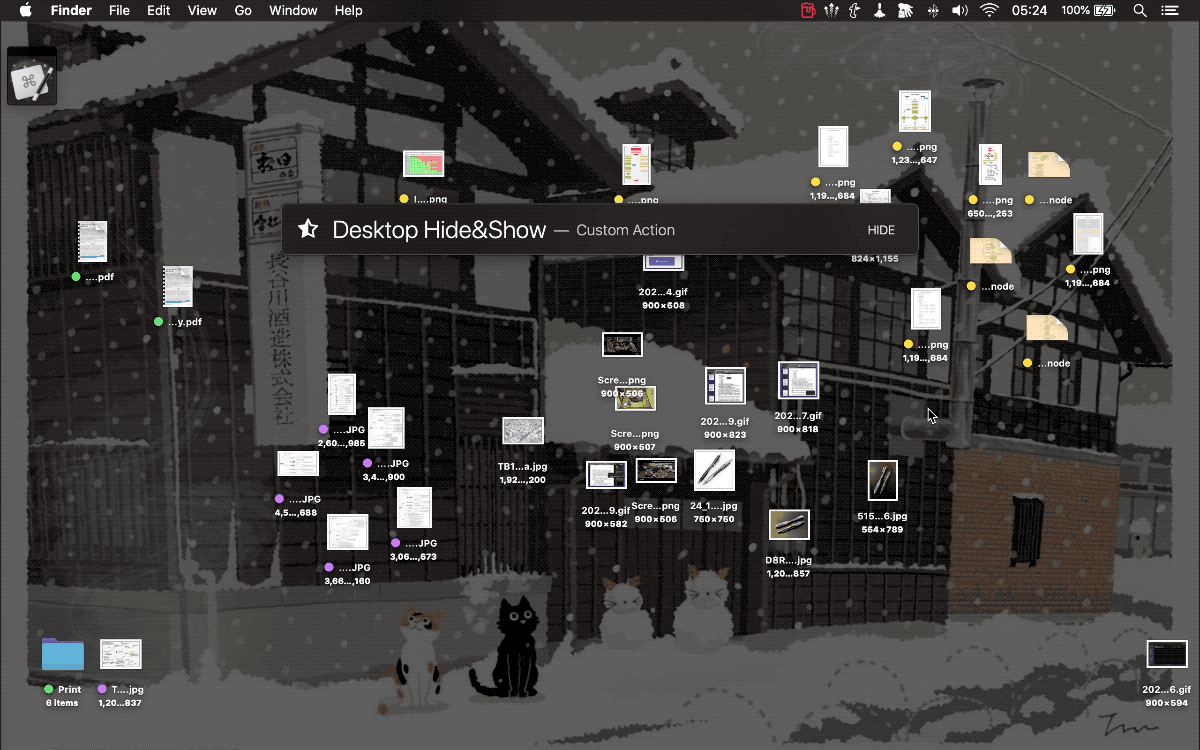 Finder File Edit View Go Window Help
05:24 100%
....png
1,23...,647
....png
1,19...,684
I....png
....png
....png
650...,263
...node
Desktop Hide&Show — Custom Action
HIDE
824×1,155
....pdf
...y.pdf
202...4.gif
900×608
...node
....png
1,19...,684
....png
1,19...,684
...node
Scre...png
900×506
Scre...png
900×507
202...9.gif
900×823
202...7.gif
900×818
....JPG
2,60...,985
....JPG
3,4...,900
....JPG
4,5...,688
TB1...a.jpg
1,92...,200
202...9.gif
900×582
Scre...png
900×506
24_1....jpg
760×760
515...6.jpg
564×789
....JPG
3,06...,673
....JPG
3,66...,160
D8R....jpg
1,20...857
長谷川酒造株式会社
Print
6 items
T....jpg
1,20...837
202...6.gif
900×594